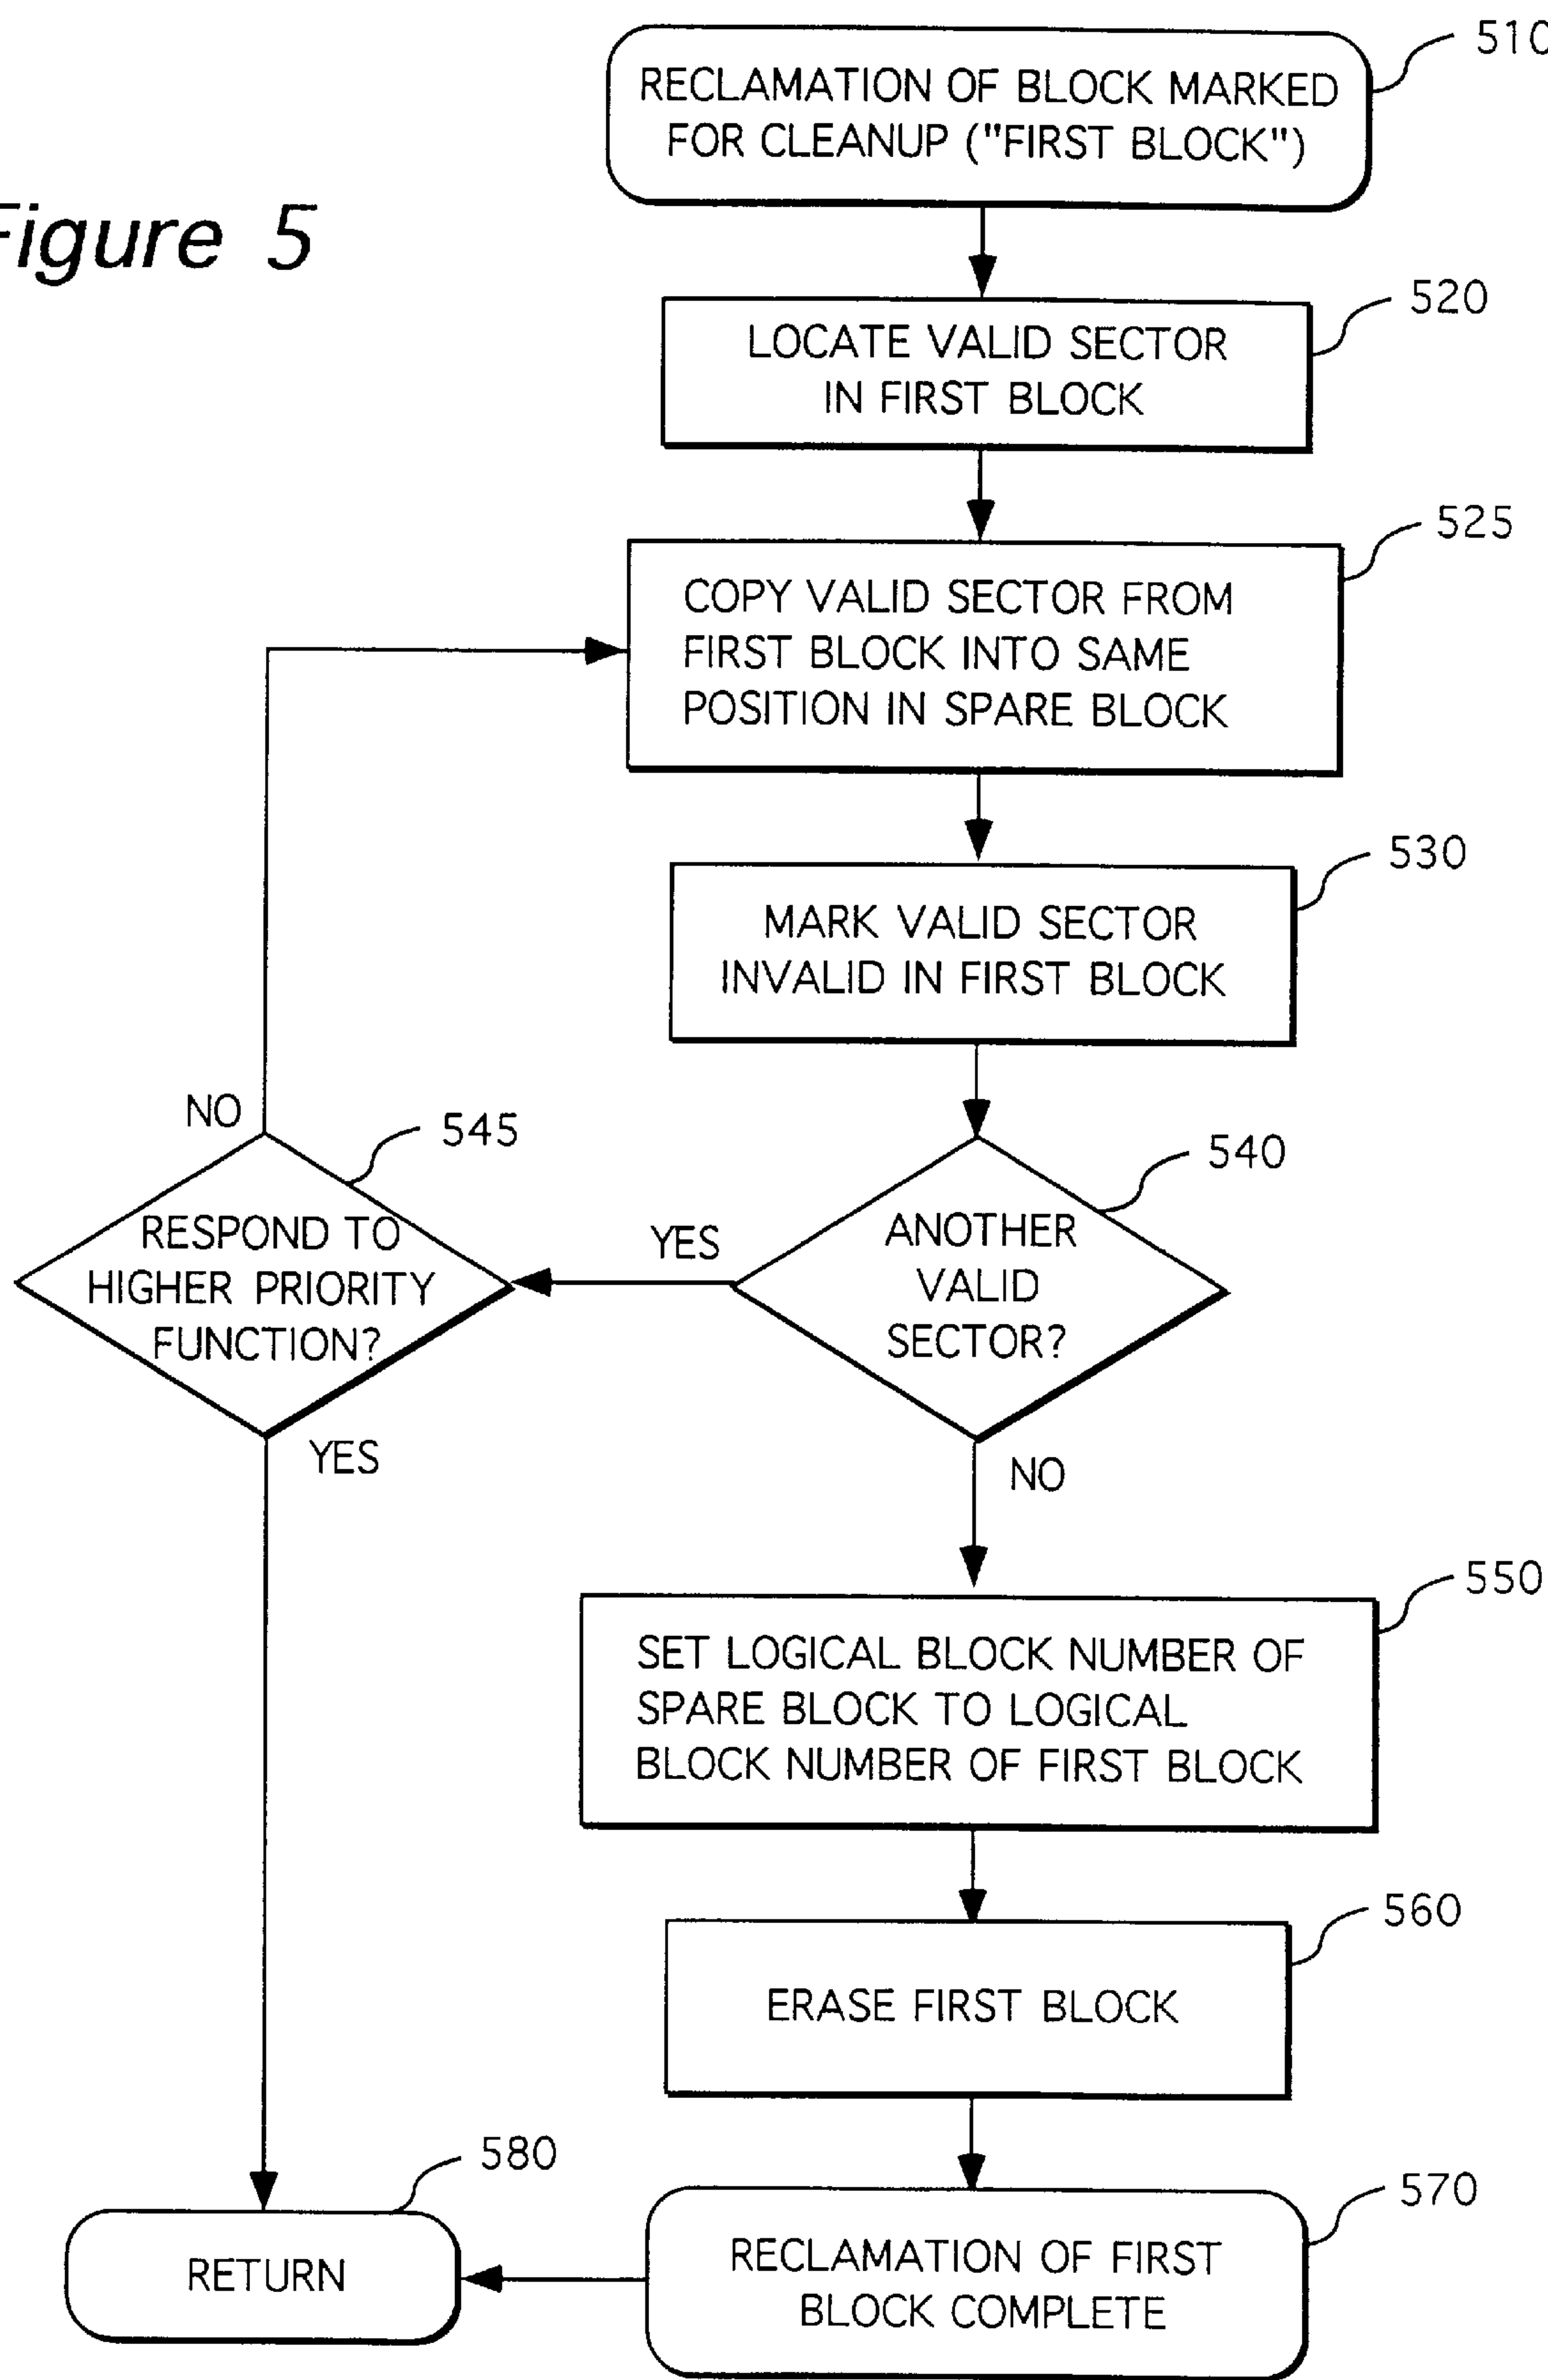 510
RECLAMATION OF BLOCK MARKED
FOR CLEANUP ("FIRST BLOCK")
Figure 5
520
LOCATE VALID SECTOR
IN FIRST BLOCK
525
COPY VALID SECTOR FROM
FIRST BLOCK INTO SAME
POSITION IN SPARE BLOCK
530
MARK VALID SECTOR
INVALID IN FIRST BLOCK
NO
545
540
RESPOND TO
HIGHER PRIORITY
FUNCTION?
YES
ANOTHER
VALID
SECTOR?
YES
NO
550
SET LOGICAL BLOCK NUMBER OF
SPARE BLOCK TO LOGICAL
BLOCK NUMBER OF FIRST BLOCK
560
ERASE FIRST BLOCK
580
570
RETURN
RECLAMATION OF FIRST
BLOCK COMPLETE